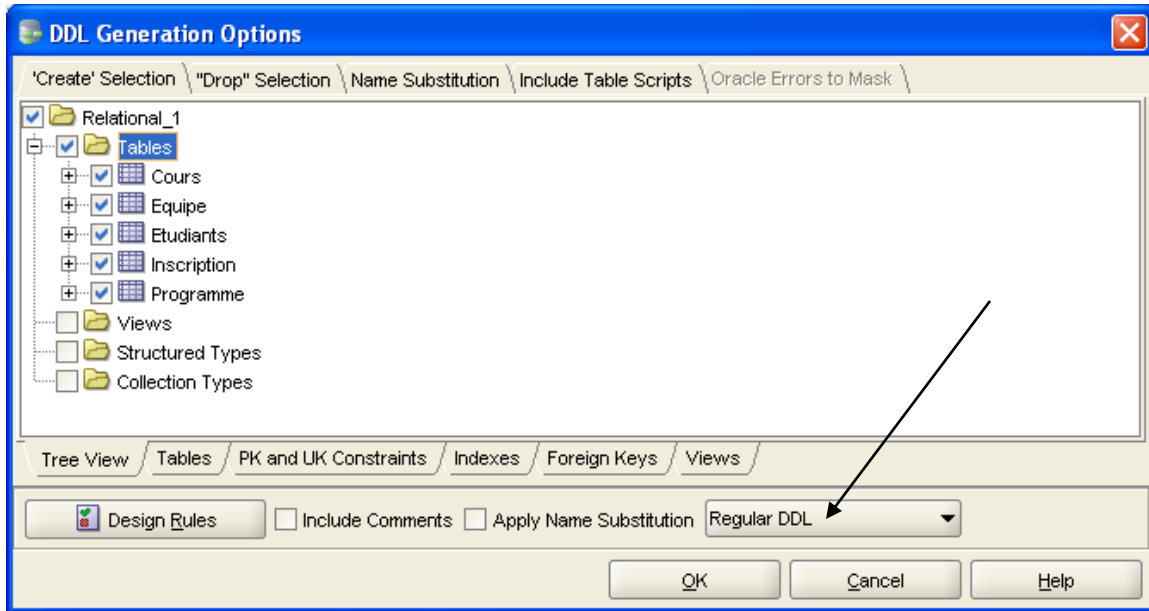 DDL Generation Options
'Create' Selection "Drop" Selection Name Substitution Include Table Scripts Oracle Errors to Mask
Relational_1
Tables
Cours
Equipe
Etudiants
Inscription
Programme
Views
Structured Types
Collection Types
Tree View Tables PK and UK Constraints Indexes Foreign Keys Views
Design Rules Include Comments Apply Name Substitution Regular DDL
OK Cancel Help